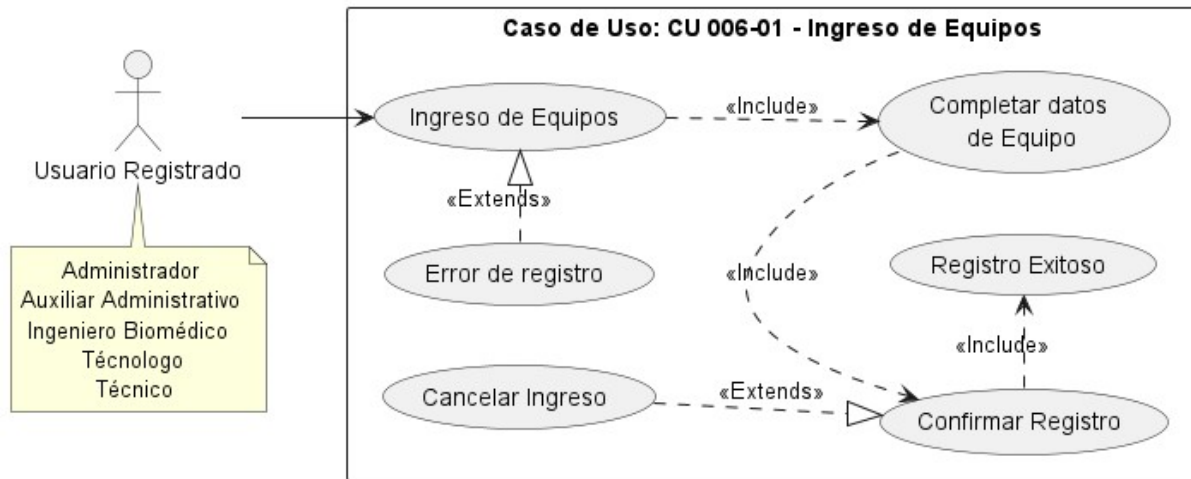 Caso de Uso: CU 006-01 - Ingreso de Equipos
Usuario Registrado
Administrador
Auxiliar Administrativo
Ingeniero Biomédico
Técnologo
Técnico
Ingreso de Equipos
«Include»
Completar datos
de Equipo
«Extends»
Error de registro
«Include»
Registro Exitoso
«Include»
Cancelar Ingreso
«Extends»
Confirmar Registro